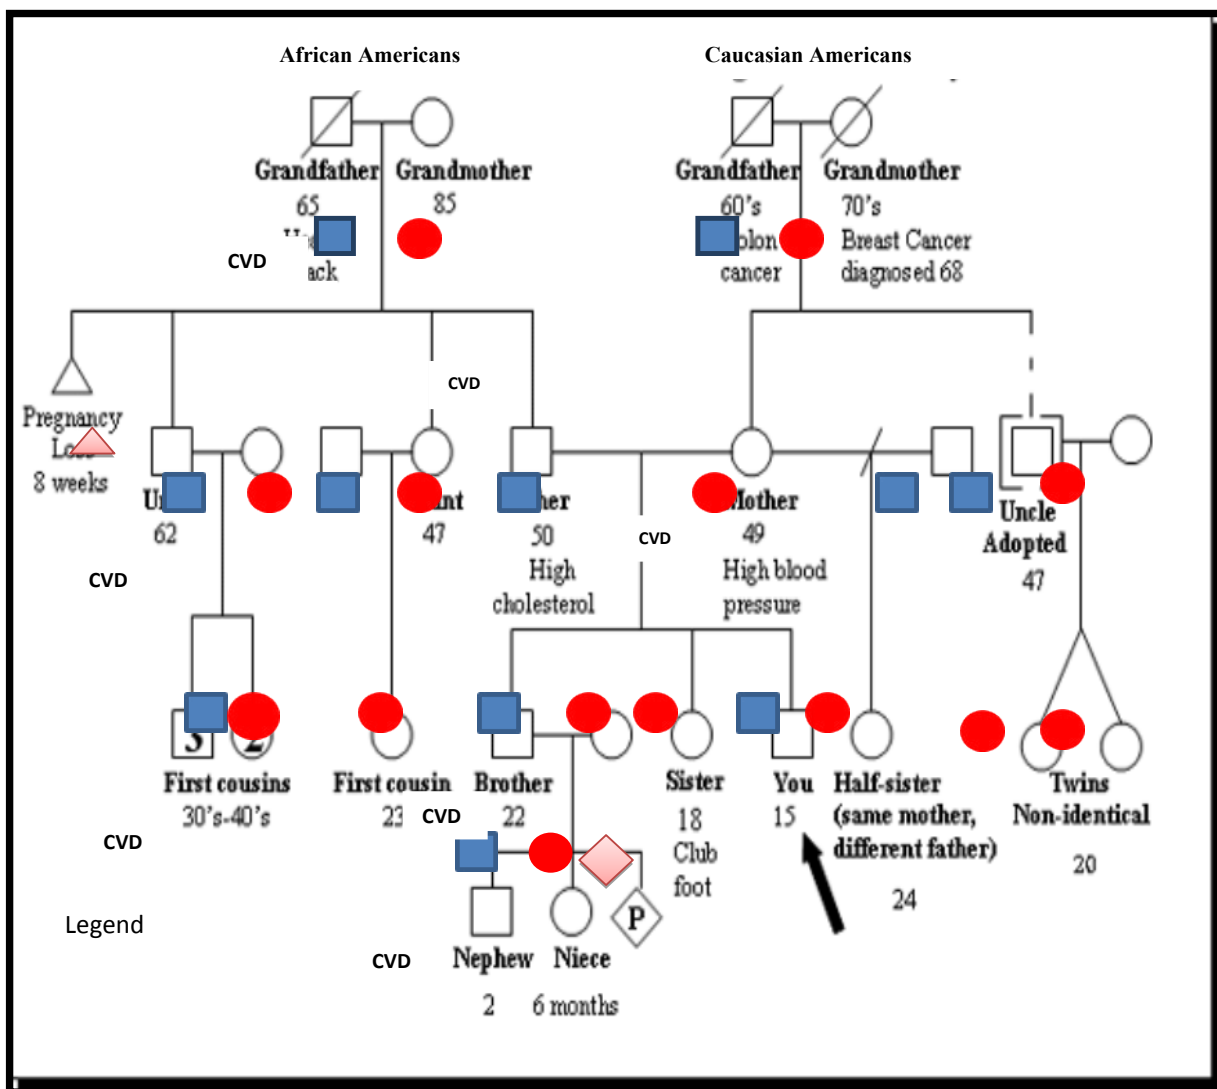 African Americans
Caucasian Americans
Grandfather
Grandmother
Grandfather
Grandmother
65
85
60's
70's
Breast Cancer
CVD
ack
cancer
diagnosed 68
CVD
Pregnancy
8 weeks
62
47
50
Mother
49
Uncle
Adopted
47
CVD
High
cholesterol
High blood
pressure
CVD
3
2
First cousins
30's-40's
First cousin
23
Brother
22
Sister
18
Club
foot
You
15
Half-sister
(same mother,
different father)
24
Twins
Non-identical
20
CVD
CVD
Legend
P
CVD
Nephew
Niece
2
6 months